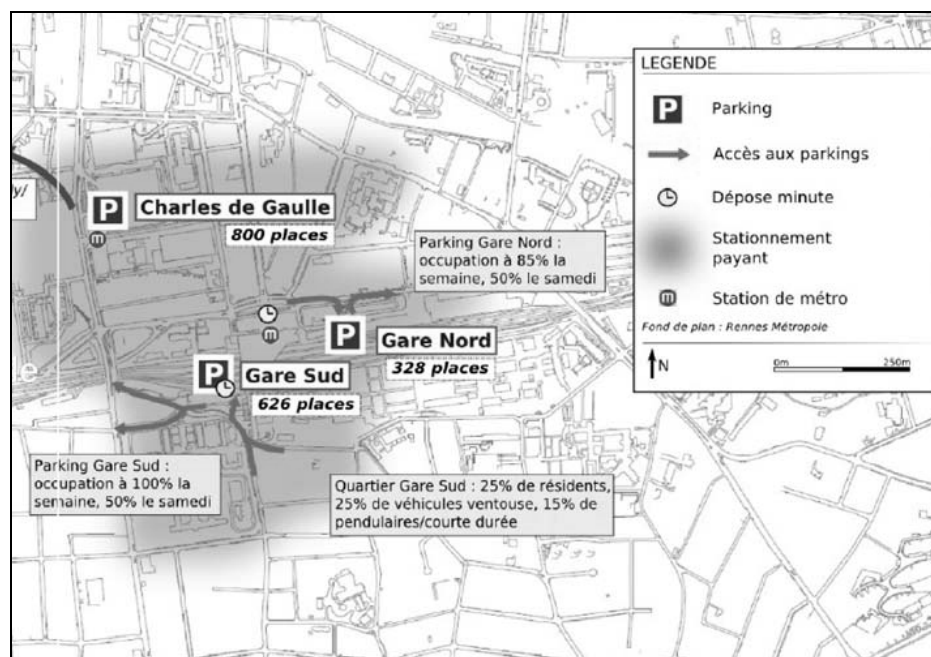 LEGENDE
P
Parking
Accès aux parkings
Dépose minute
Stationnement
payant
m
Station de métro
Fond de plan : Rennes Métropole
N
0m
250m
P
Charles de Gaulle
800 places
m
Parking Gare Nord :
occupation à 85% la
semaine, 50% le samedi
m
P
Gare Nord
328 places
P
Gare Sud
626 places
Parking Gare Sud :
occupation à 100% la
semaine, 50% le samedi
Quartier Gare Sud : 25% de résidents,
25% de véhicules ventouse, 15% de
pendulaires/courte durée